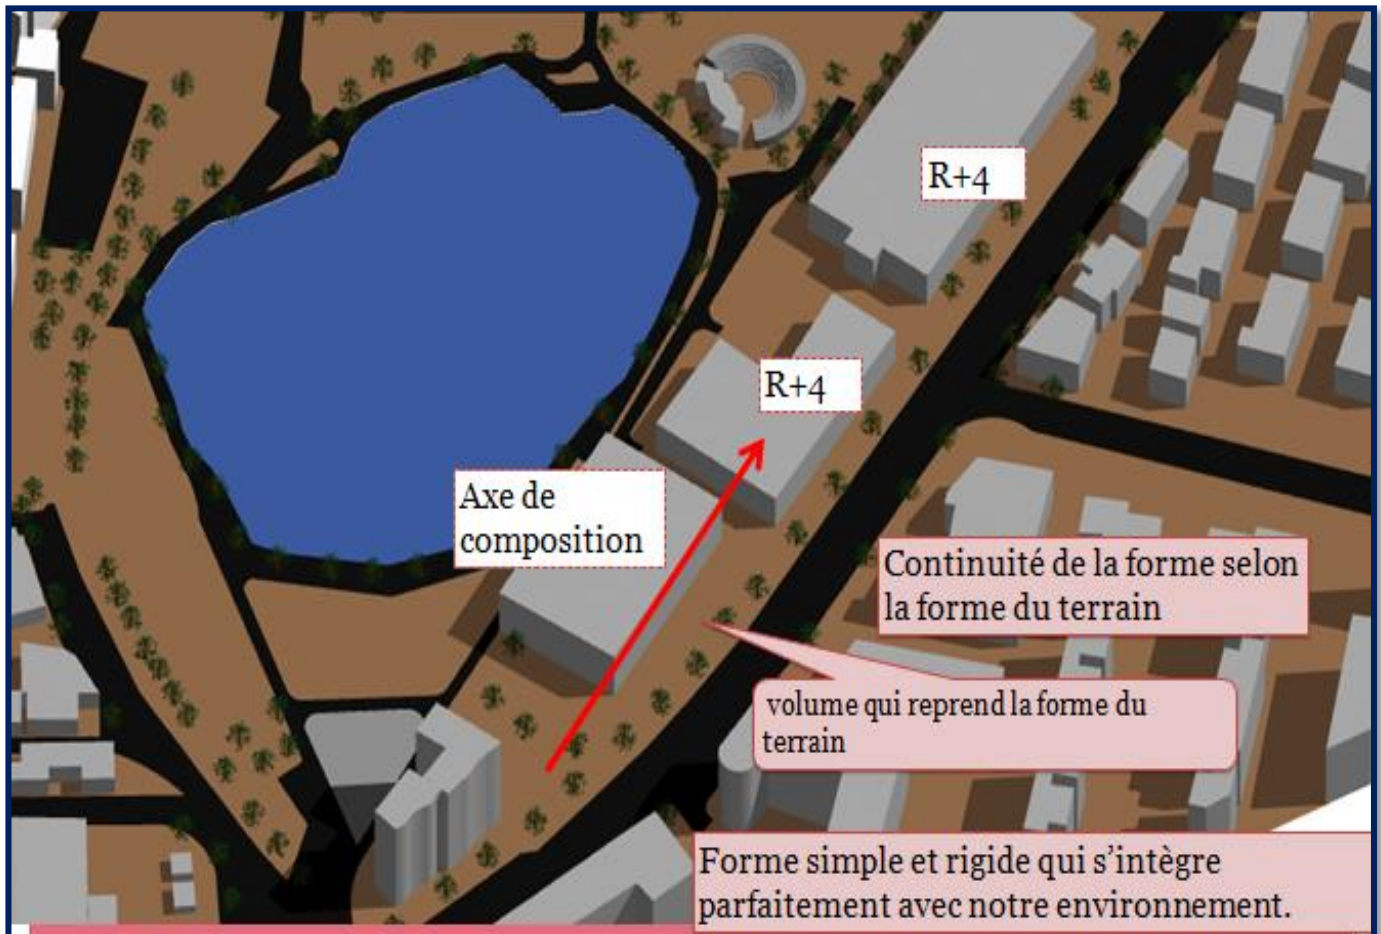 R+4
R+4
Axe de
composition
Continuité de la forme selon
la forme du terrain
volume qui reprend la forme du
terrain
Forme simple et rigide qui s’intègre
parfaitement avec notre environnement.